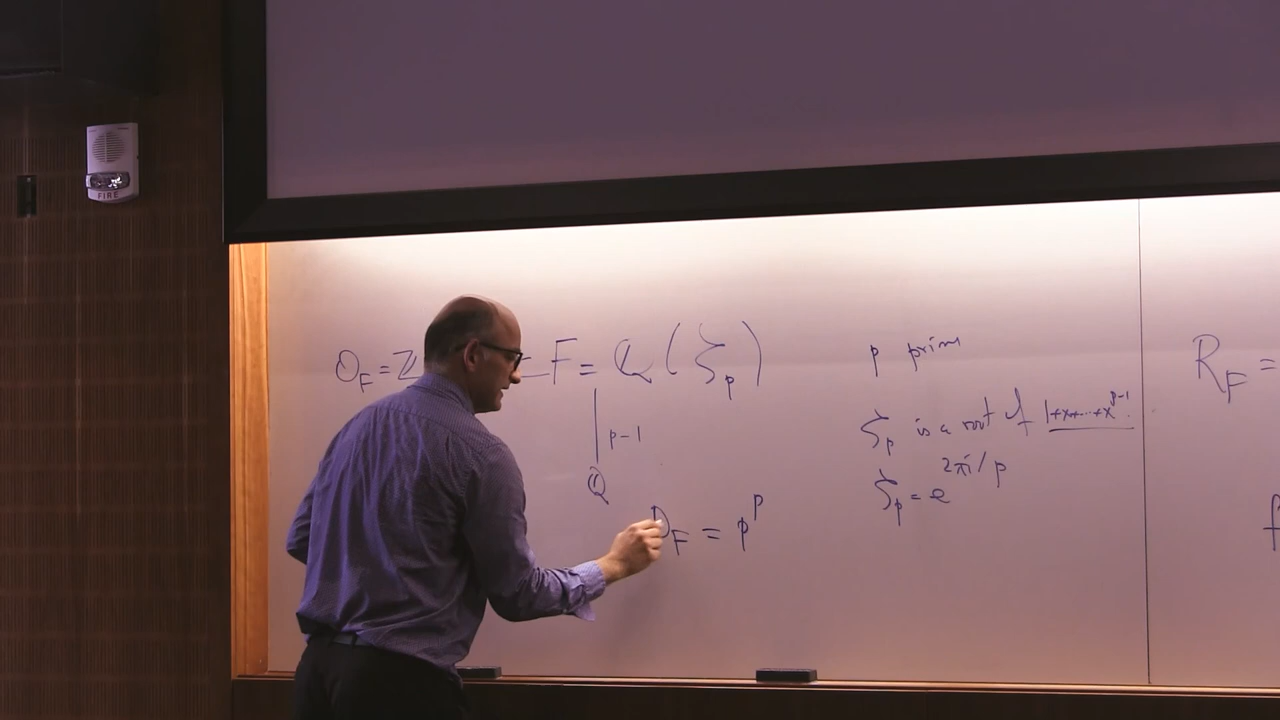 FIRE
O_F = Z
F = Q(ζ_p)
p-1
Q
D_F = p^p
p prime
ζ_p is a root of 1+x+...+x^{p-1}.
ζ_p = e^{2πi/p}
R_F =
f